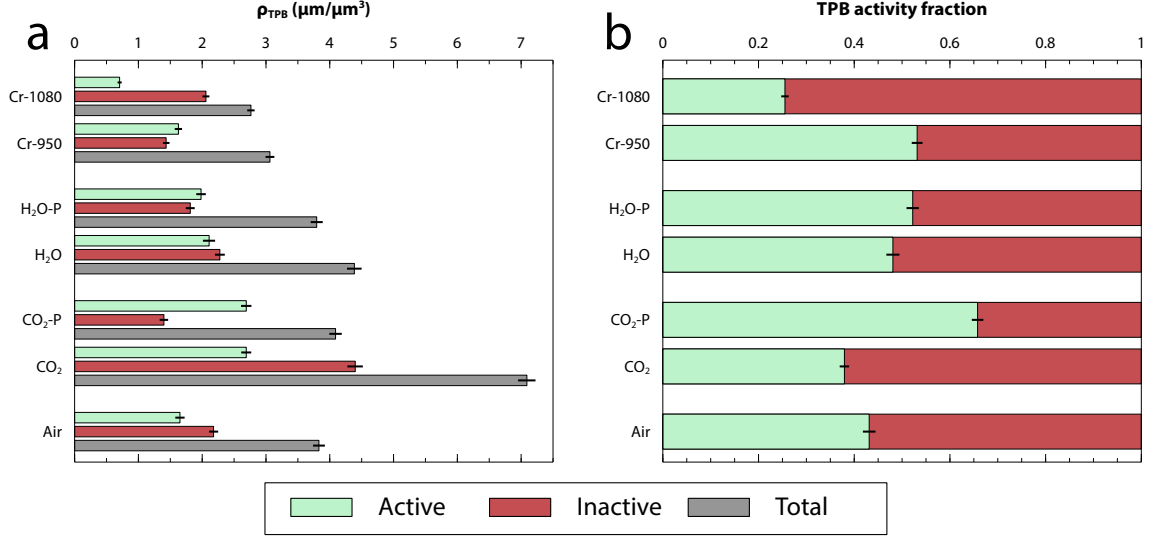 a
ρTPB (μm/μm³)
0 1 2 3 4 5 6 7
Cr-1080
Cr-950
H₂O-P
H₂O
CO₂-P
CO₂
Air
b
TPB activity fraction
0 0.2 0.4 0.6 0.8 1
Cr-1080
Cr-950
H₂O-P
H₂O
CO₂-P
CO₂
Air
Active Inactive Total